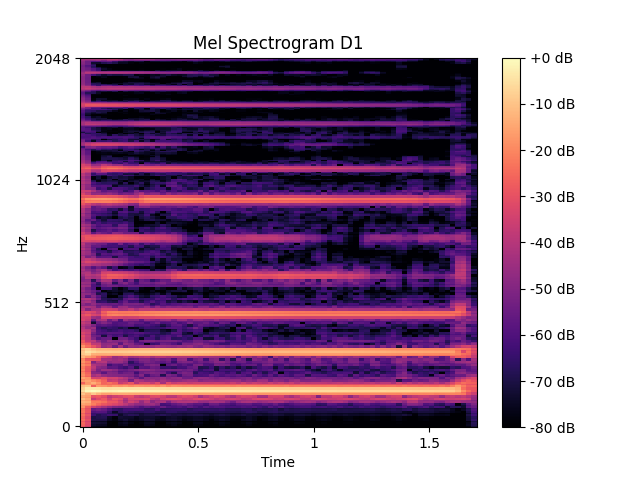 Mel Spectrogram D1
Hz
2048
1024
512
0
0
0.5
1
1.5
Time
+0 dB
-10 dB
-20 dB
-30 dB
-40 dB
-50 dB
-60 dB
-70 dB
-80 dB